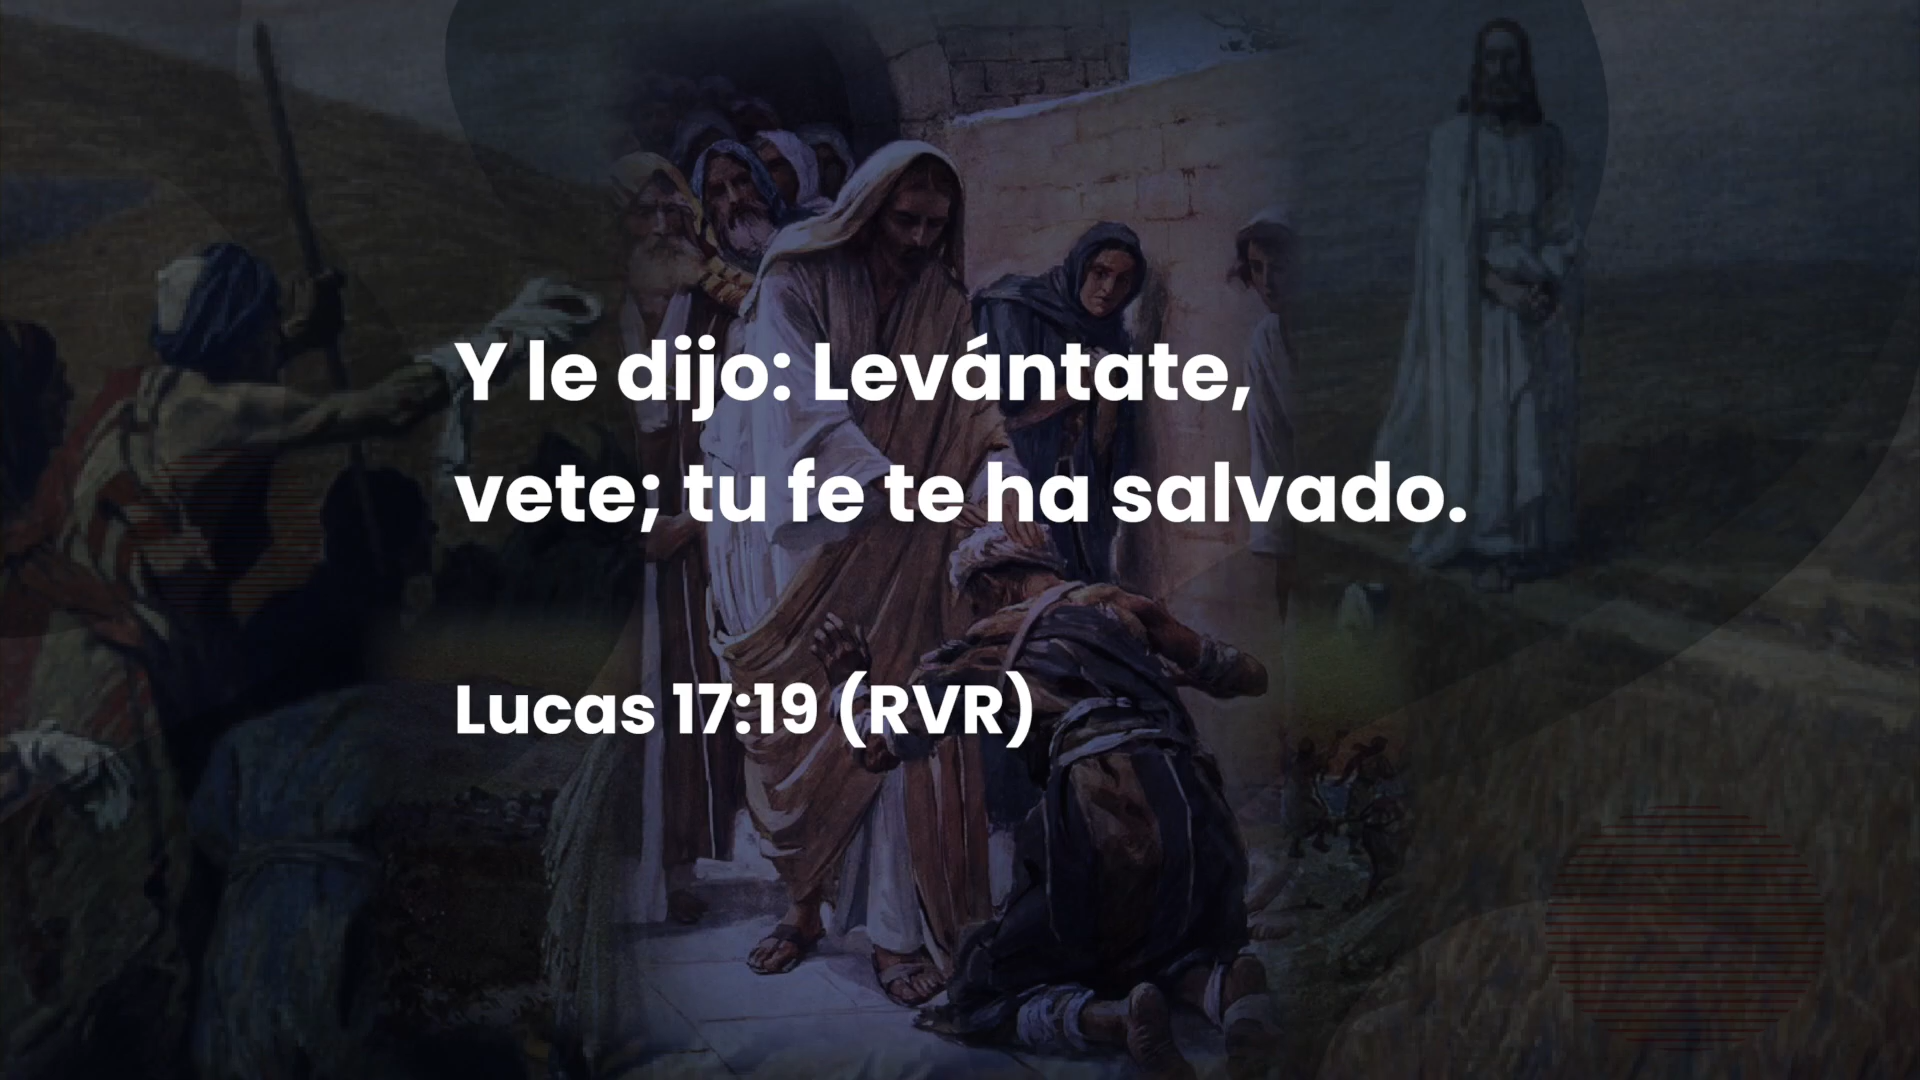 Y le dijo: Levántate,
vete; tu fe te ha salvado.
Lucas 17:19 (RVR)